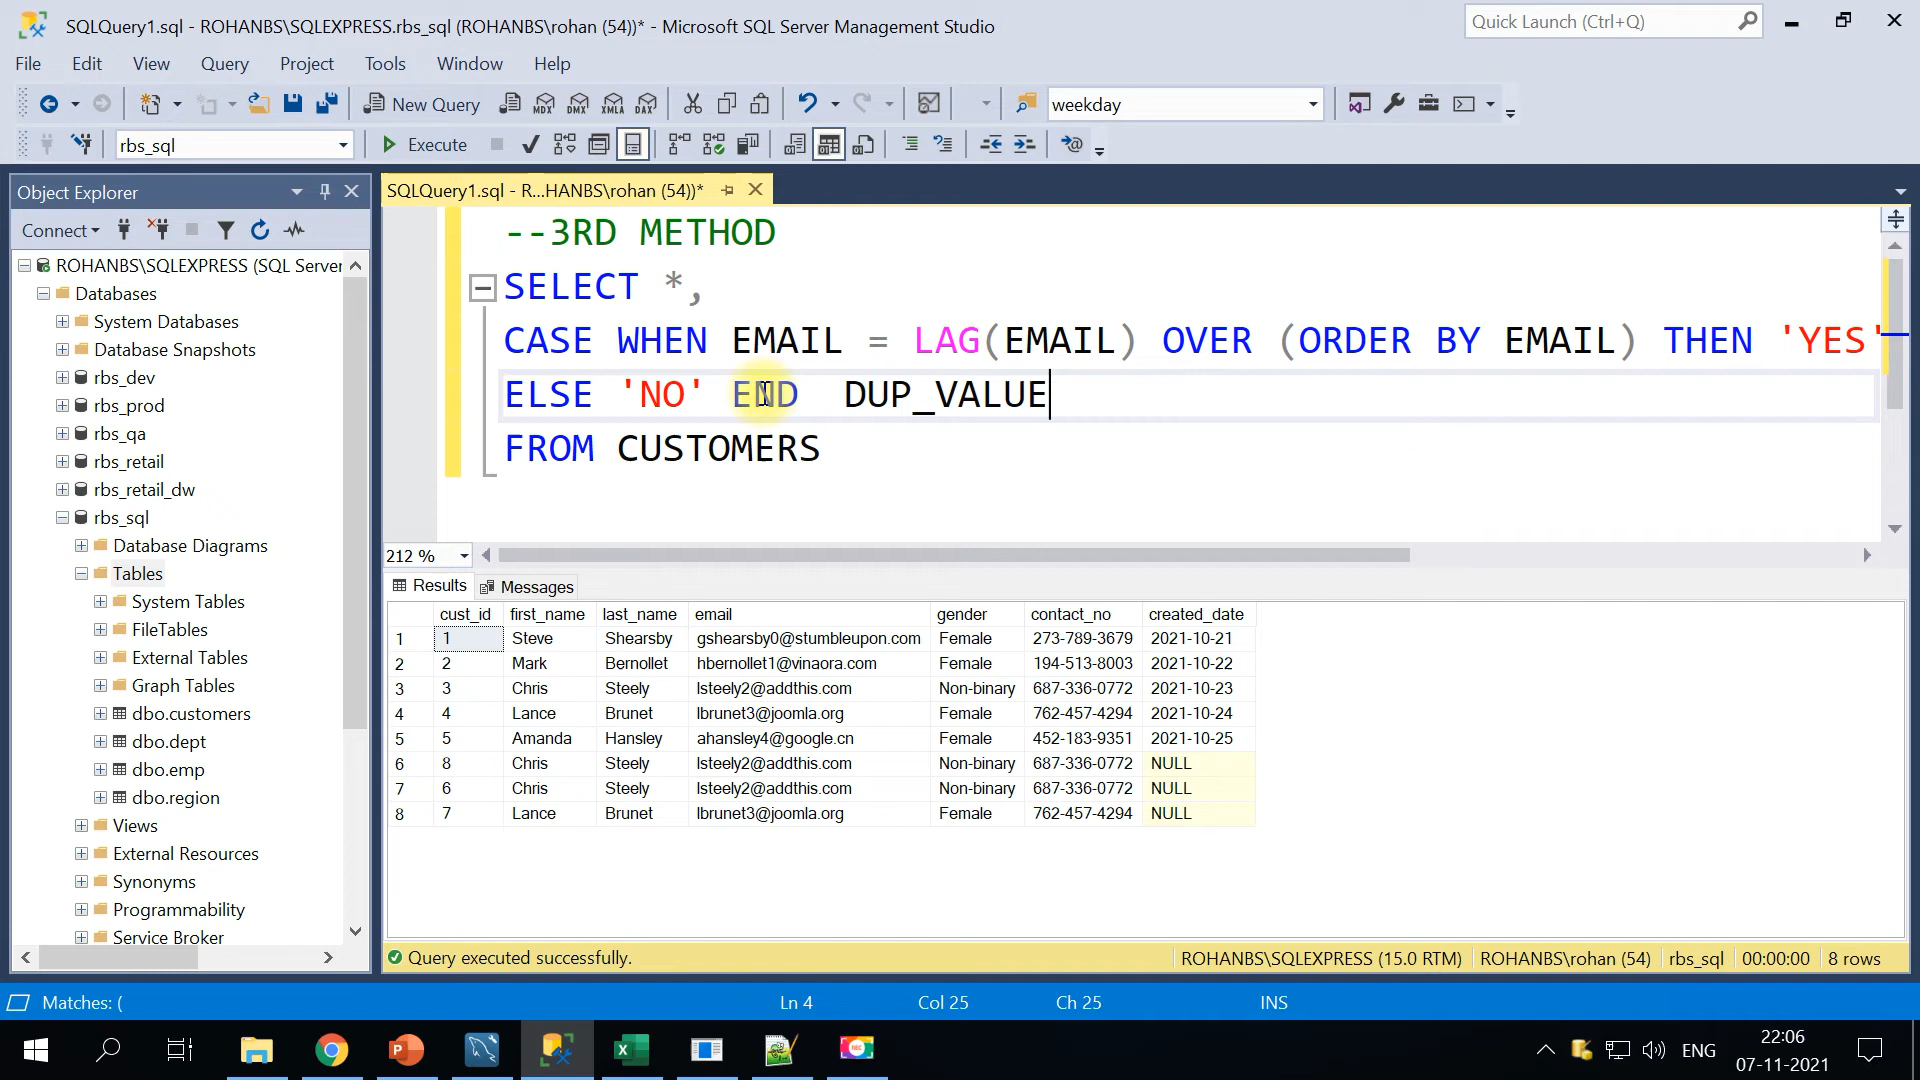 SQLQuery1.sql - ROHANBS\SQLEXPRESS.rbs_sql (ROHANBS\rohan (54))* - Microsoft SQL Server Management Studio
Quick Launch (Ctrl+Q)
File Edit View Query Project Tools Window Help
New Query MDX DMX XMLA DAX weekday
rbs_sql Execute
Object Explorer
Connect
ROHANBS\SQLEXPRESS (SQL Server
Databases
System Databases
Database Snapshots
rbs_dev
rbs_prod
rbs_qa
rbs_retail
rbs_retail_dw
rbs_sql
Database Diagrams
Tables
System Tables
FileTables
External Tables
Graph Tables
dbo.customers
dbo.dept
dbo.emp
dbo.region
Views
External Resources
Synonyms
Programmability
Service Broker
SQLQuery1.sql - R...HANBS\rohan (54))*
--3RD METHOD
SELECT *,
CASE WHEN EMAIL = LAG(EMAIL) OVER (ORDER BY EMAIL) THEN 'YES'
ELSE 'NO' END DUP_VALUE
FROM CUSTOMERS
212 %
Results Messages
cust_id first_name last_name email gender contact_no created_date
1 1 Steve Shearsby gshearsby0@stumbleupon.com Female 273-789-3679 2021-10-21
2 2 Mark Bernollet hbernollet1@vinaora.com Female 194-513-8003 2021-10-22
3 3 Chris Steely lsteely2@addthis.com Non-binary 687-336-0772 2021-10-23
4 4 Lance Brunet lbrunet3@joomla.org Female 762-457-4294 2021-10-24
5 5 Amanda Hansley ahansley4@google.cn Female 452-183-9351 2021-10-25
6 8 Chris Steely lsteely2@addthis.com Non-binary 687-336-0772 NULL
7 6 Chris Steely lsteely2@addthis.com Non-binary 687-336-0772 NULL
8 7 Lance Brunet lbrunet3@joomla.org Female 762-457-4294 NULL
Query executed successfully. ROHANBS\SQLEXPRESS (15.0 RTM) ROHANBS\rohan (54) rbs_sql 00:00:00 8 rows
Matches: ( Ln 4 Col 25 Ch 25 INS
ENG
22:06
07-11-2021